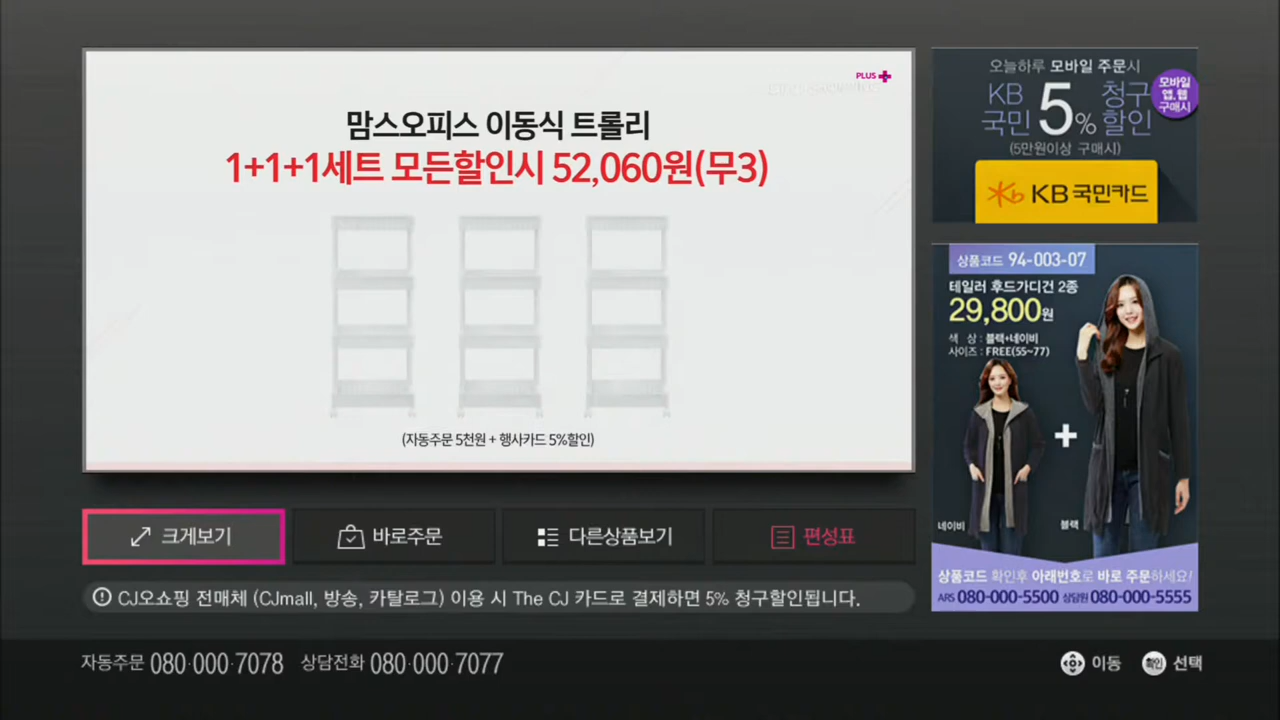 PLUS
맘스오피스 이동식 트롤리
1+1+1세트 모든할인시 52,060원(무3)
(자동주문 5천원 + 행사카드 5%할인)
오늘하루 모바일 주문시
KB 국민 5% 청구할인
모바일
앱,웹
구매시
(5만원이상 구매시)
KB 국민카드
상품코드 94-003-07
테일러 후드가디건 2종
29,800원
색 상 : 블랙+네이비
사이즈 : FREE(55~77)
+
네이비
블랙
상품코드 확인후 아래번호로 바로 주문하세요!
ARS 080-000-5500 상담원 080-000-5555
크게보기
바로주문
다른상품보기
편성표
CJ오쇼핑 전매체 (CJmall, 방송, 카탈로그) 이용 시 The CJ 카드로 결제하면 5% 청구할인됩니다.
자동주문 080·000·7078 상담전화 080·000·7077
이동
확인 선택